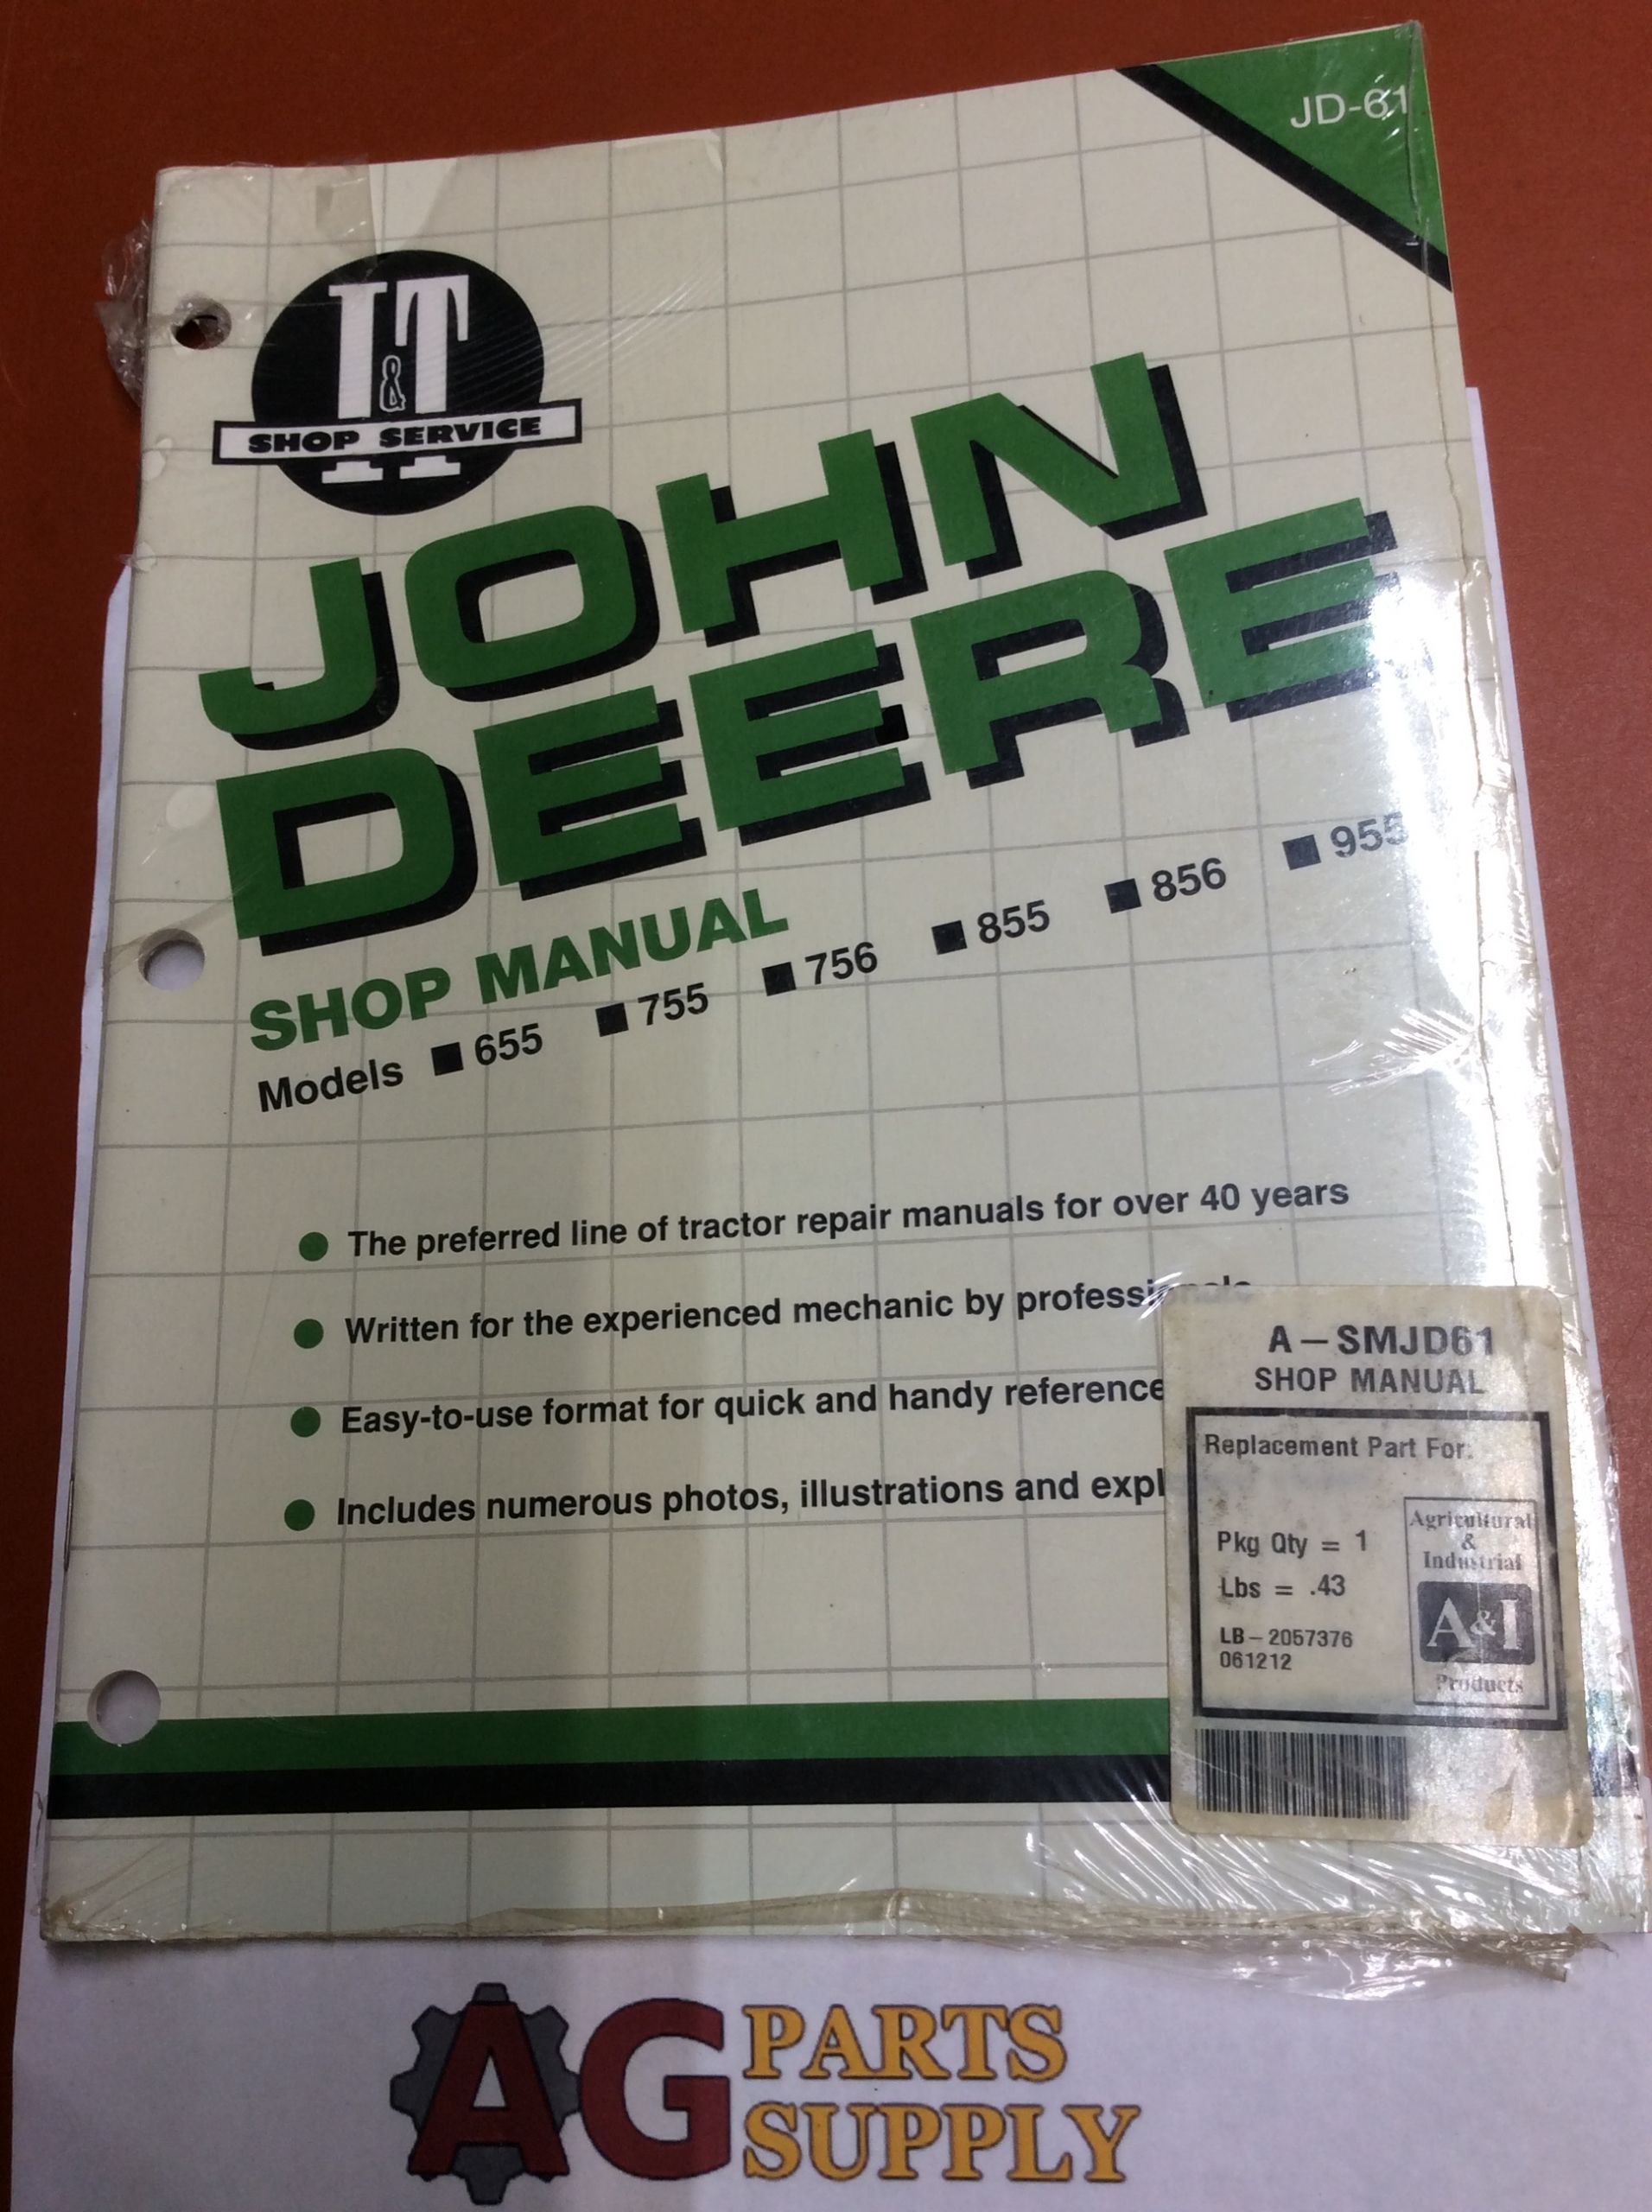 JD-61
I&T
SHOP SERVICE
JOHN
DEERE
SHOP MANUAL
Models ■ 655 ■ 755 ■ 756 ■ 855 ■ 856 ■ 955
● The preferred line of tractor repair manuals for over 40 years
● Written for the experienced mechanic by professionals
● Easy-to-use format for quick and handy reference
● Includes numerous photos, illustrations and expl
A-SMJD61
SHOP MANUAL
Replacement Part For:
Pkg Qty = 1
Lbs = .43
LB-2057376
061212
Agricultural
&
Industrial
A&I
Products
AG PARTS
SUPPLY